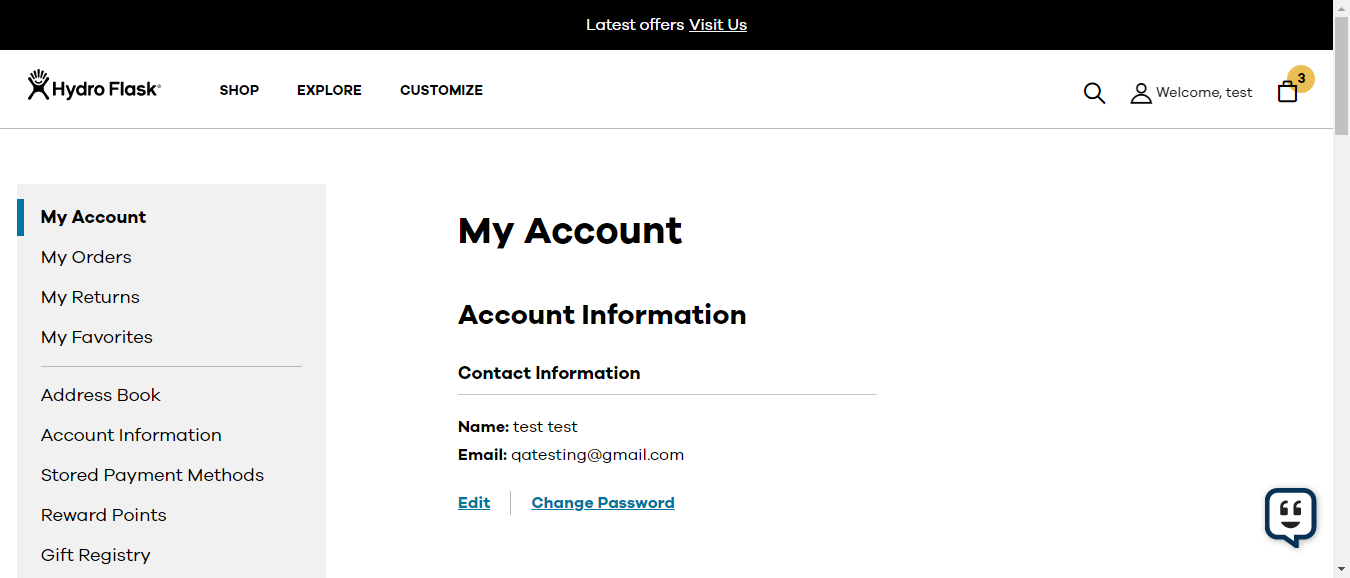 Latest offers Visit Us
Hydro Flask
SHOP EXPLORE CUSTOMIZE
Welcome, test
3
My Account
My Orders
My Returns
My Favorites
Address Book
Account Information
Stored Payment Methods
Reward Points
Gift Registry
My Account
Account Information
Contact Information
Name: test test
Email: qatesting@gmail.com
Edit
Change Password